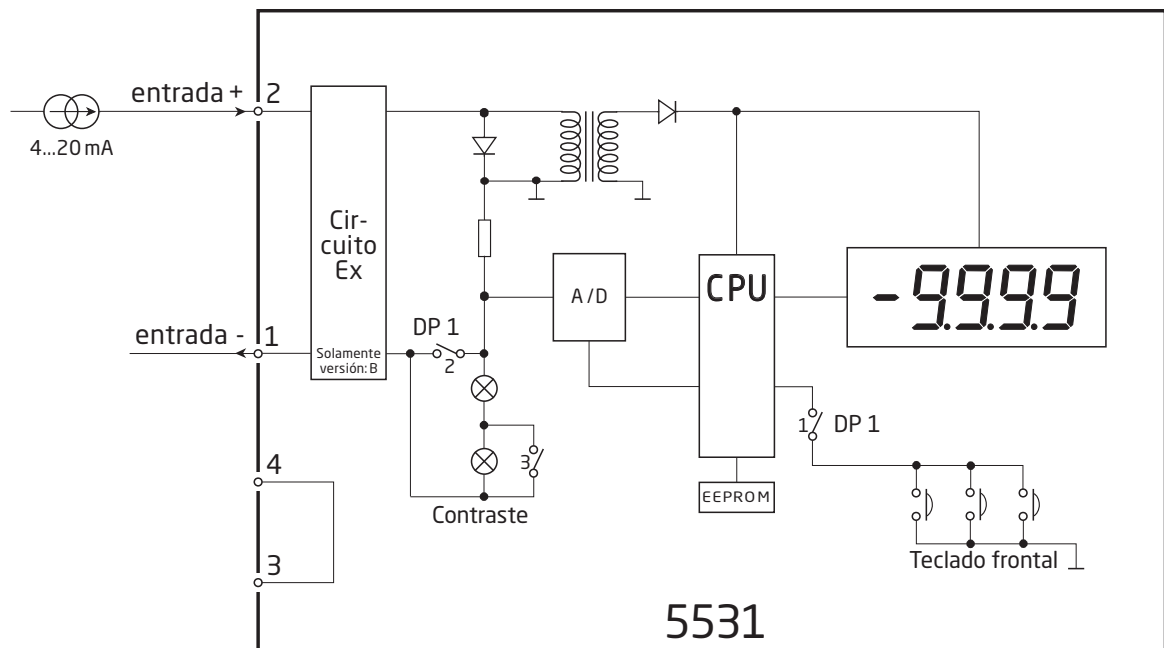 entrada +
2
4...20 mA
Cir-
cuito
Ex
Solamente
versión: B
entrada -
1
DP 1
2
A/D
CPU
-9.9.9.9
1
DP 1
3
4
Contraste
EEPROM
Teclado frontal
3
5531